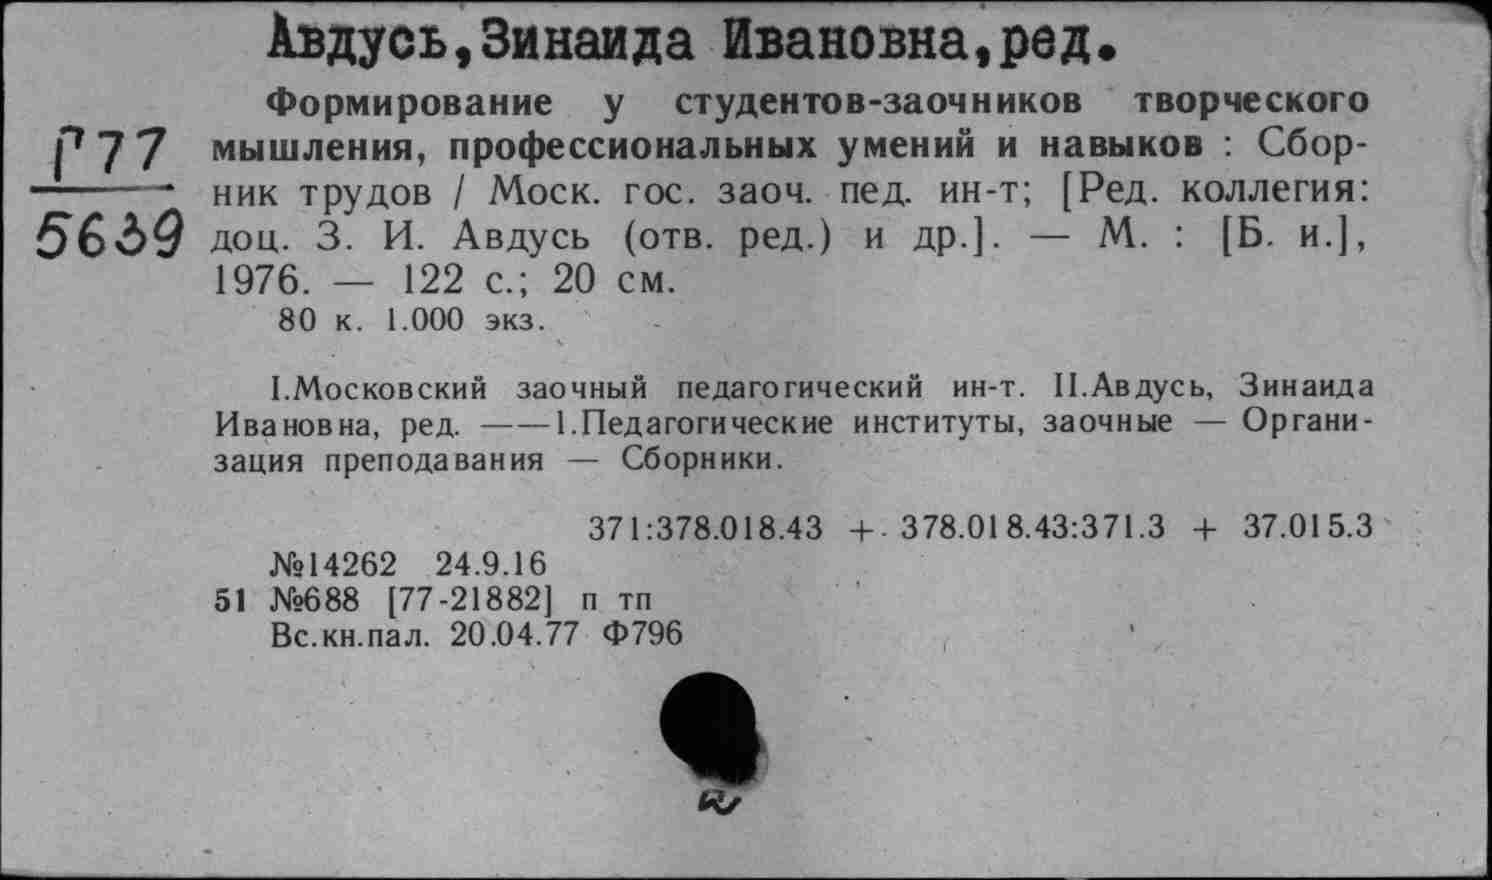 Авдусь,Зинаида Ивановна,ред.
Формирование у студентов-заочников творческого
Г77 мышления, профессиональных умений и навыков : Сбор-
ник трудов / Моск. гос. заоч. пед. ин-т; [Ред. коллегия:
доц. З. И. Авдусь (отв. ред.) и др.]. — М. : [Б. и.],
1976. — 122 с.; 20 см.
80 к. 1.000 экз.
I.Московский заочный педагогический ин-т. II.Авдусь, Зинаида
Ивановна, ред. ——1.Педагогические институты, заочные — Органи-
зация преподавания — Сборники.
371:378.018.43 + 378.018.43:371.3 + 37.015.3
№14262 24.9.16
51 №688 [77-21882] п тп
Вс.кн.пал. 20.04.77 Ф796